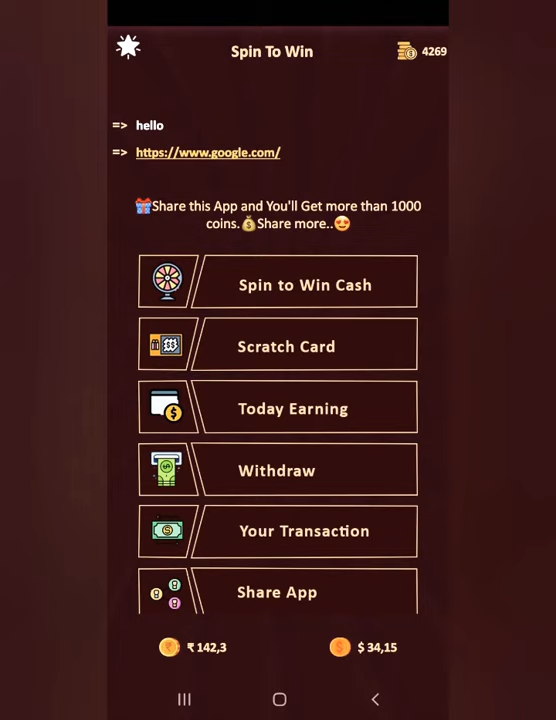 Spin To Win
4269
=> hello
=> https://www.google.com/
🎁Share this App and You'll Get more than 1000
coins.💰Share more..😍
Spin to Win Cash
Scratch Card
Today Earning
Withdraw
Your Transaction
Share App
₹ 142,3
$ 34,15